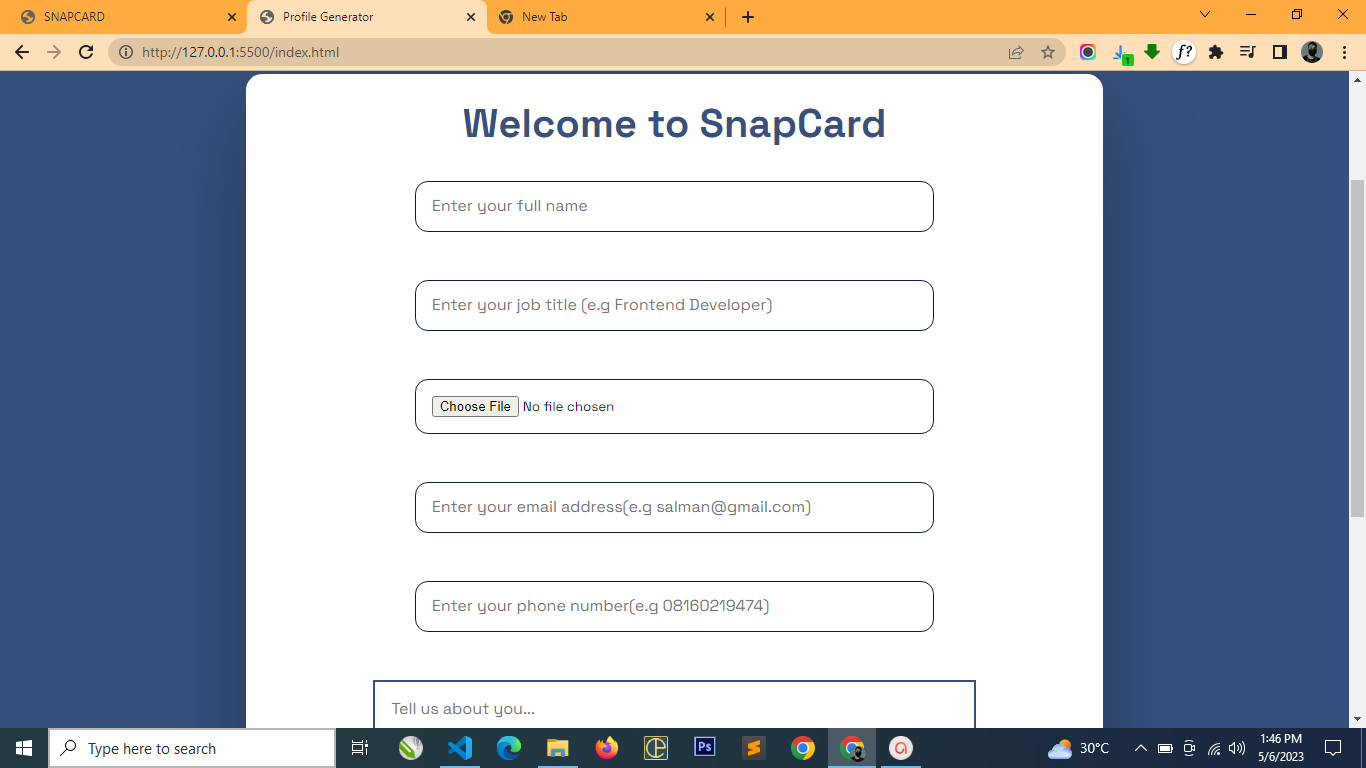 SNAPCARD
Profile Generator
New Tab
http://127.0.0.1:5500/index.html
f?
1
Welcome to SnapCard
Enter your full name
Enter your job title (e.g Frontend Developer)
Choose File No file chosen
Enter your email address(e.g salman@gmail.com)
Enter your phone number(e.g 08160219474)
Tell us about you...
Type here to search
Ps
30°C
1:46 PM
5/6/2023